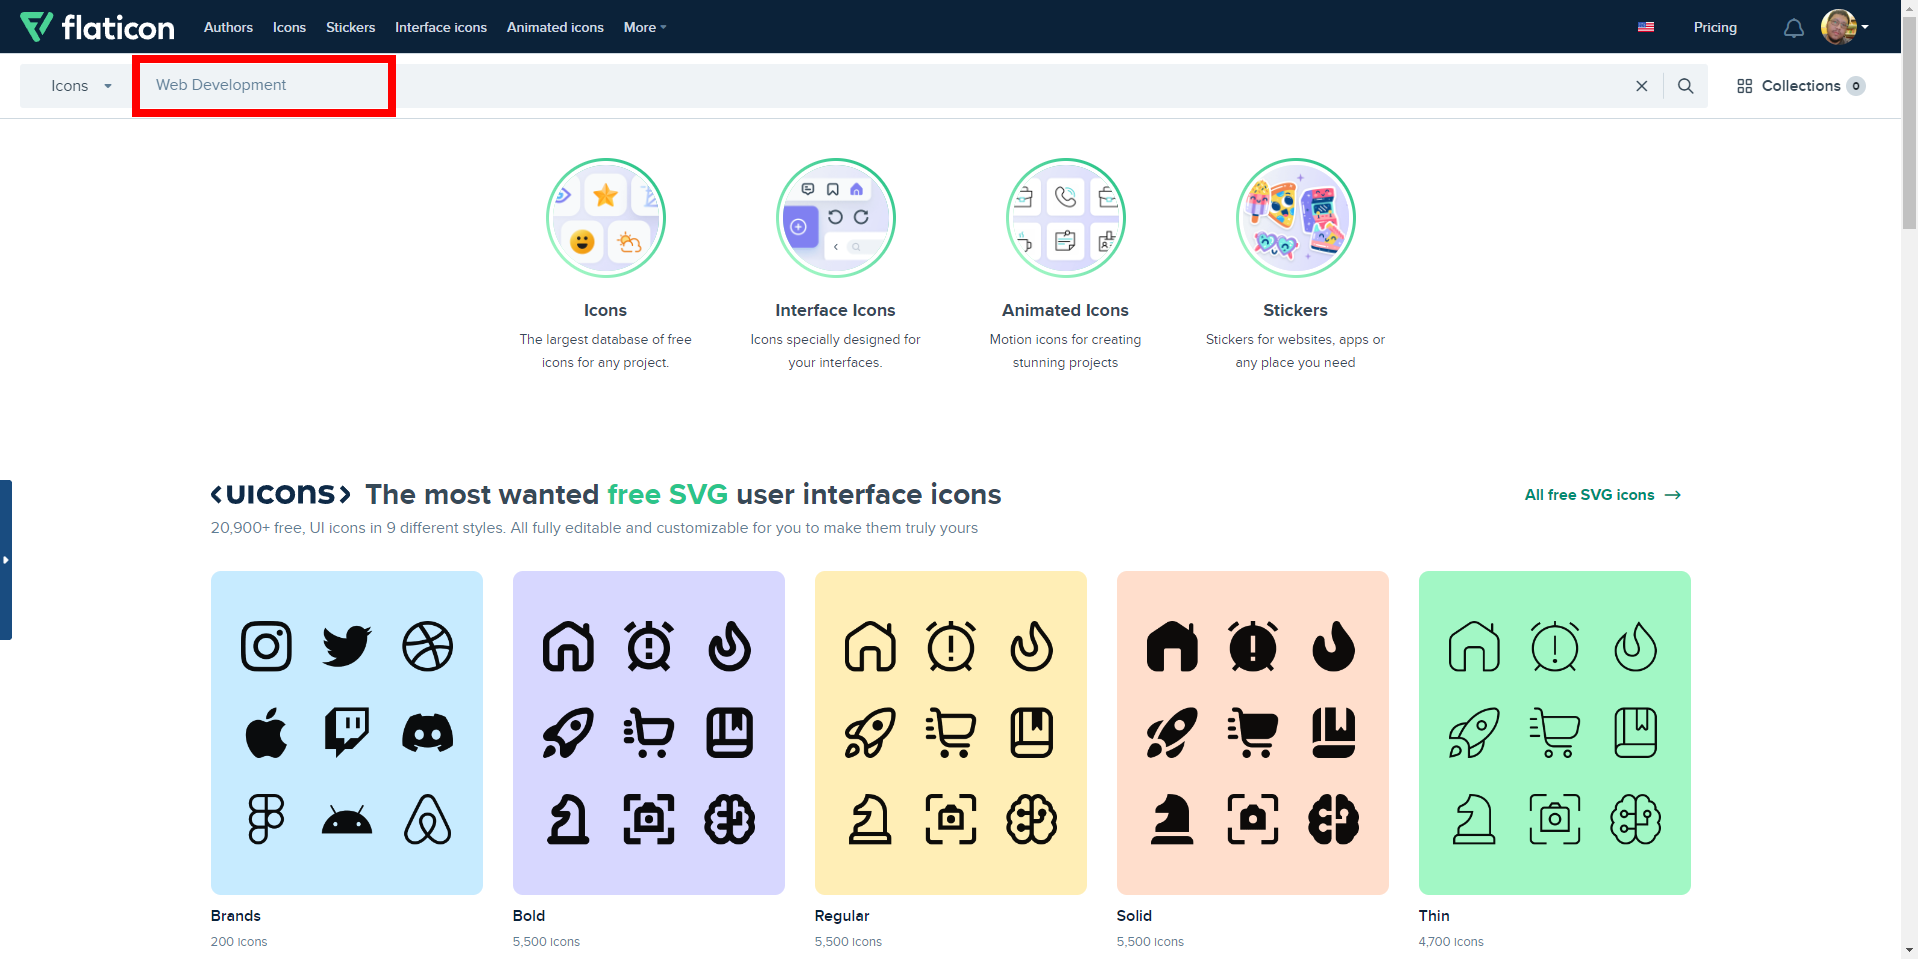 flaticon Authors Icons Stickers Interface icons Animated icons More Pricing
Icons Web Development Collections 0
Icons
The largest database of free
icons for any project.
Interface Icons
Icons specially designed for
your interfaces.
Animated Icons
Motion icons for creating
stunning projects
Stickers
Stickers for websites, apps or
any place you need
<UICONS> The most wanted free SVG user interface icons
All free SVG icons
20,900+ free, UI icons in 9 different styles. All fully editable and customizable for you to make them truly yours
Brands
200 icons
Bold
5,500 icons
Regular
5,500 icons
Solid
5,500 icons
Thin
4,700 icons